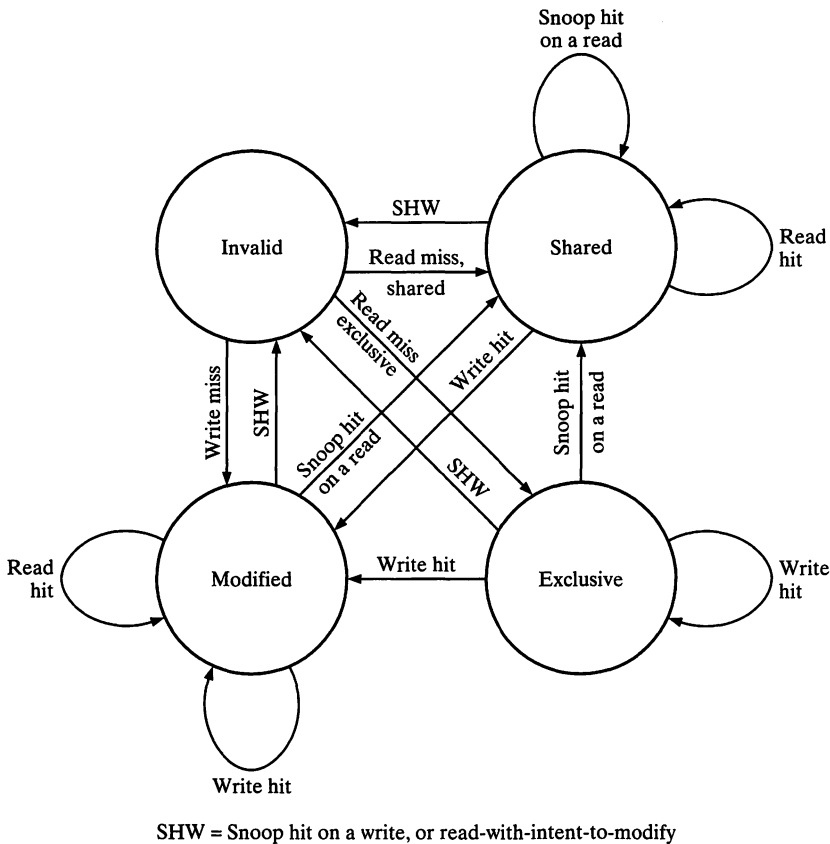 Snoop hit
on a read
SHW
Invalid
Shared
Read
hit
Read miss,
shared
Read miss
exclusive
Write hit
Write miss
SHW
Snoop hit
on a read
Snoop hit
on a read
SHW
Read
hit
Modified
Write hit
Exclusive
Write
hit
Write hit
SHW = Snoop hit on a write, or read-with-intent-to-modify